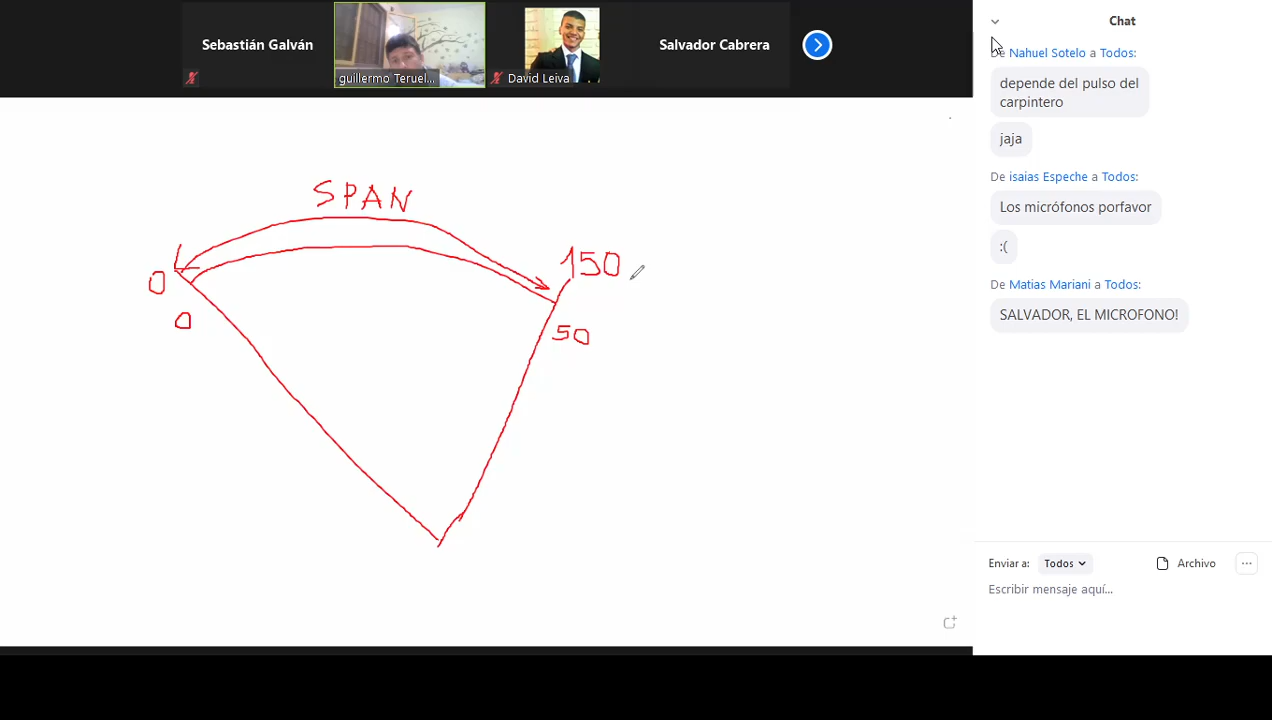 Sebastián Galván
guillermo Teruel...
David Leiva
Salvador Cabrera
SPAN
0
150
0
50
Chat
De Nahuel Sotelo a Todos:
depende del pulso del
carpintero
jaja
De isaías Espeche a Todos:
Los micrófonos porfavor
:(
De Matias Mariani a Todos:
SALVADOR, EL MICROFONO!
Enviar a: Todos
Archivo
...
Escribir mensaje aquí...